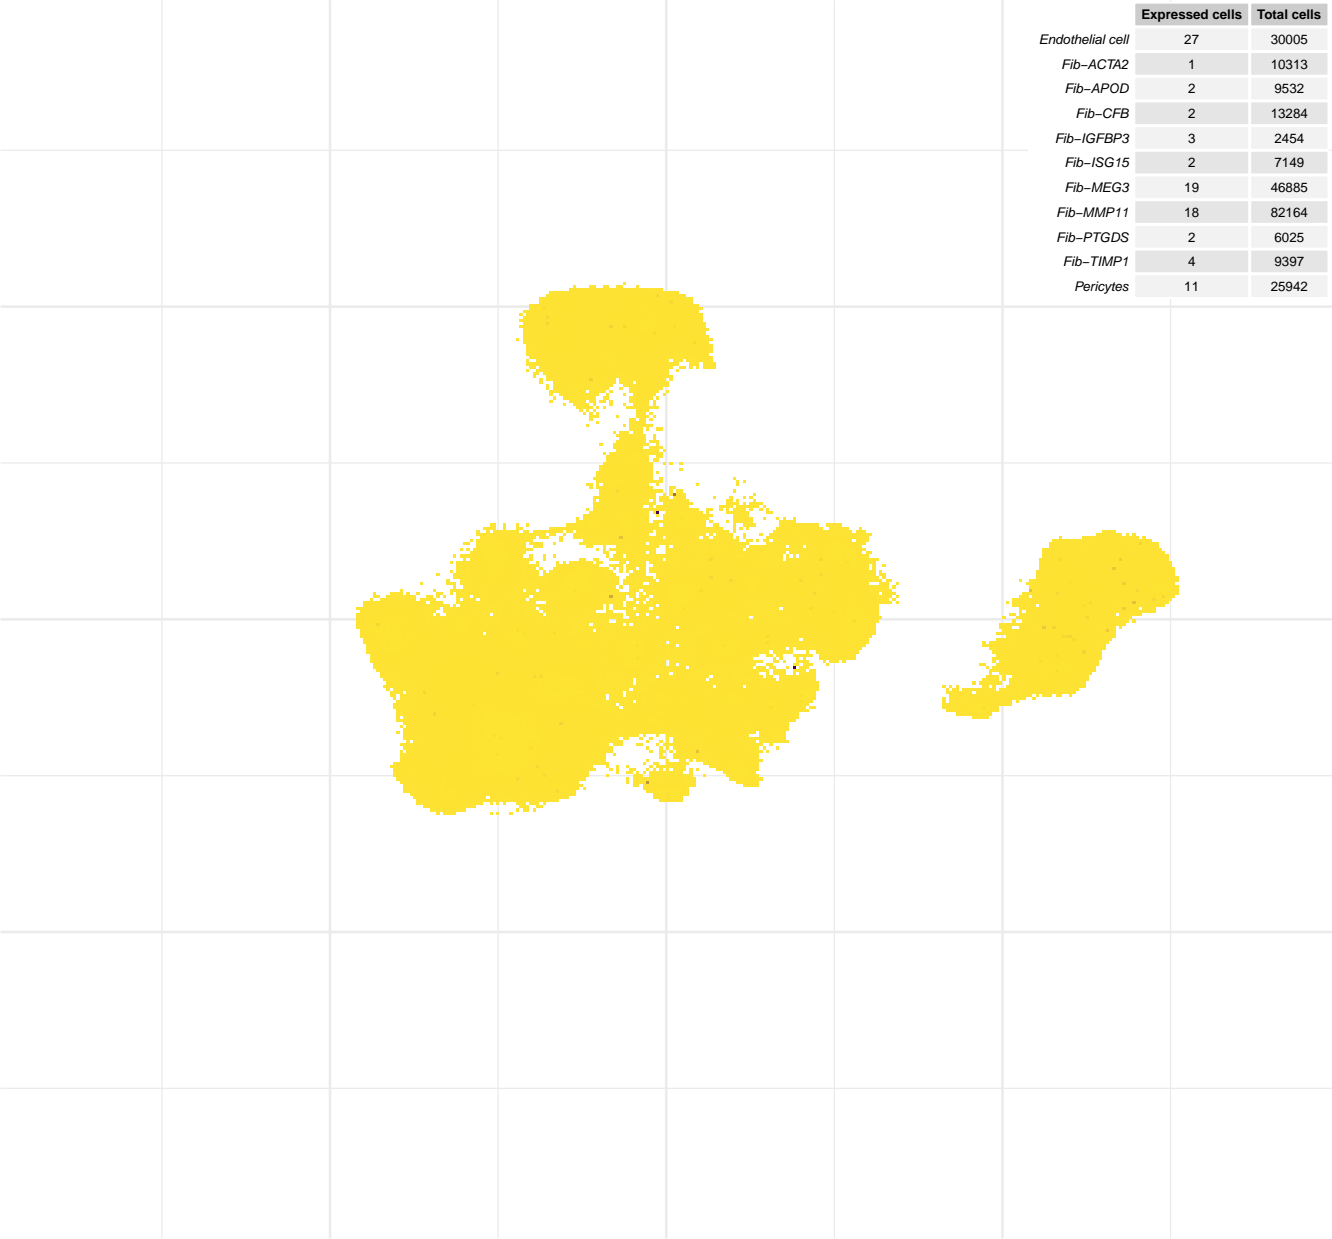 Expressed cells Total cells
Endothelial cell 27 30005
Fib−ACTA2 1 10313
Fib−APOD 2 9532
Fib−CFB 2 13284
Fib−IGFBP3 3 2454
Fib−ISG15 2 7149
Fib−MEG3 19 46885
Fib−MMP11 18 82164
Fib−PTGDS 2 6025
Fib−TIMP1 4 9397
Pericytes 11 25942